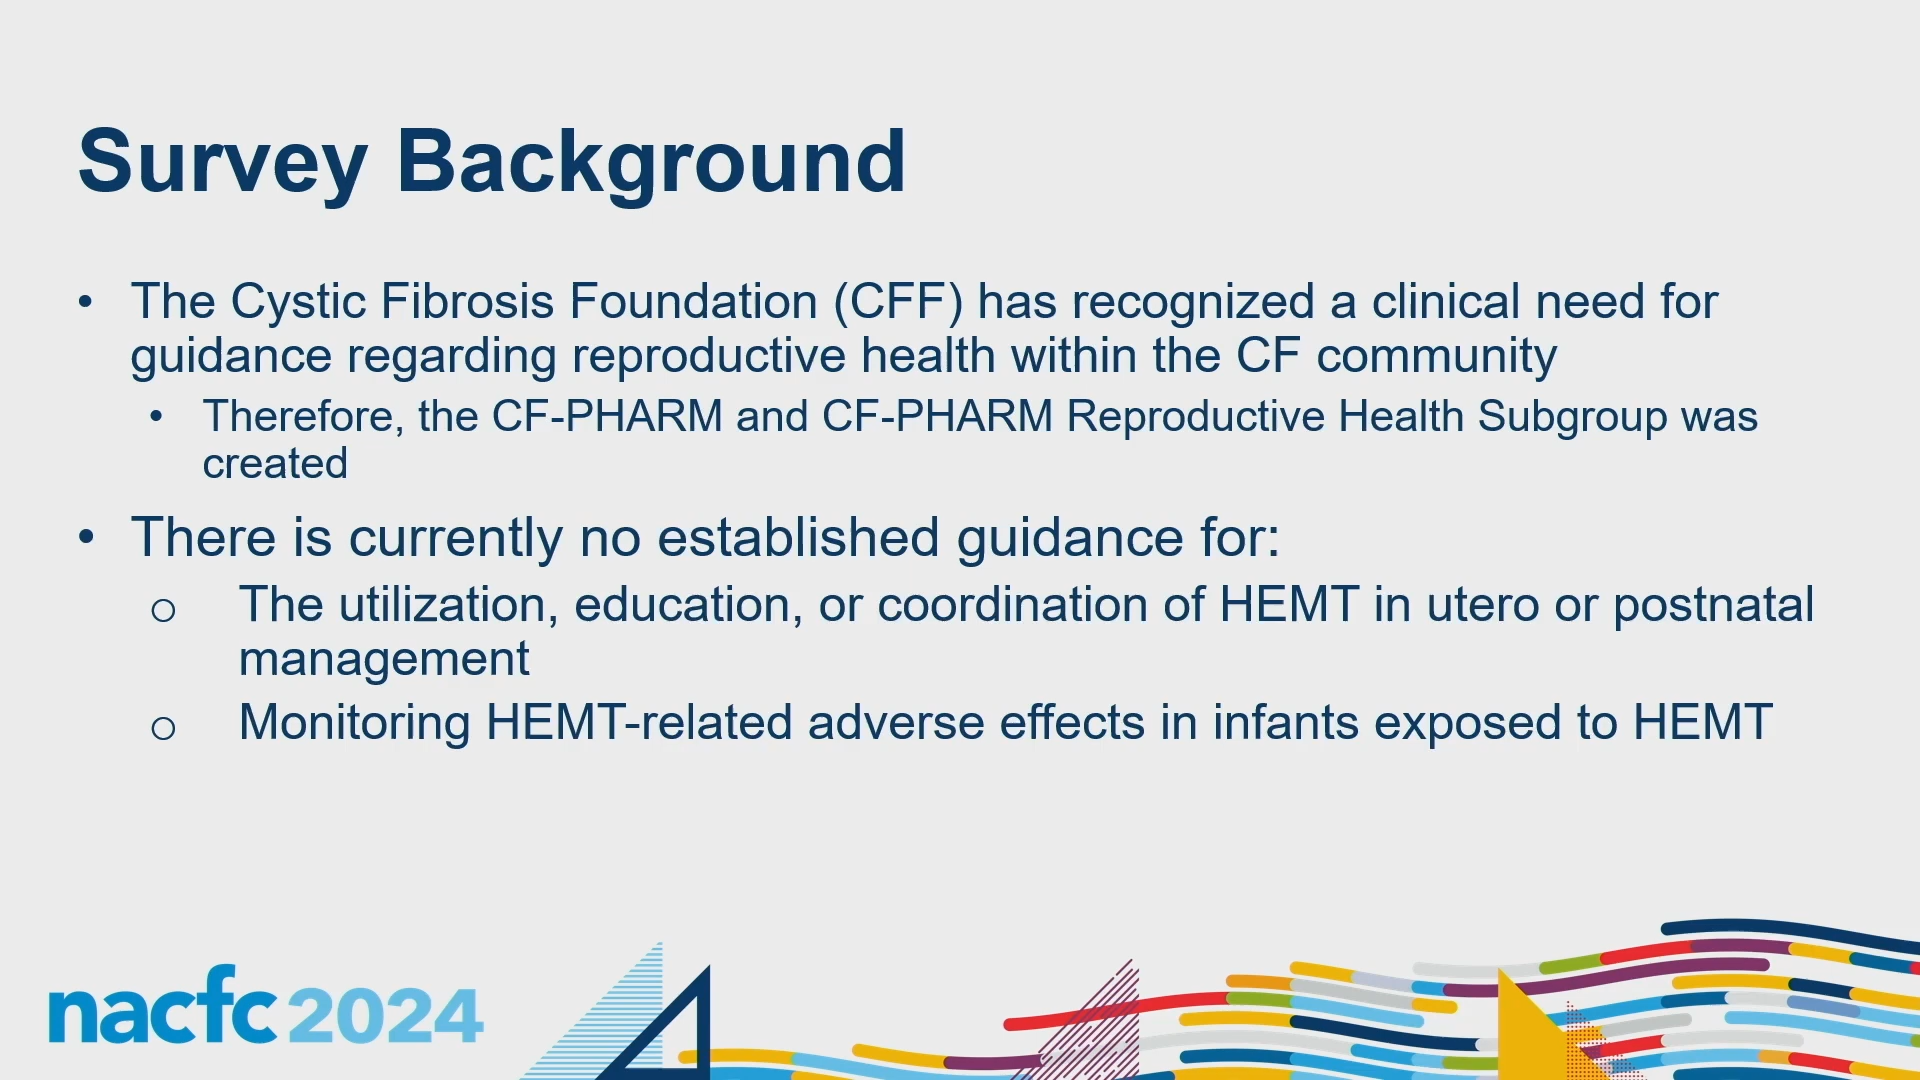 Survey Background
• The Cystic Fibrosis Foundation (CFF) has recognized a clinical need for
guidance regarding reproductive health within the CF community
• Therefore, the CF-PHARM and CF-PHARM Reproductive Health Subgroup was
created
• There is currently no established guidance for:
o The utilization, education, or coordination of HEMT in utero or postnatal
management
o Monitoring HEMT-related adverse effects in infants exposed to HEMT
nacfc 2024